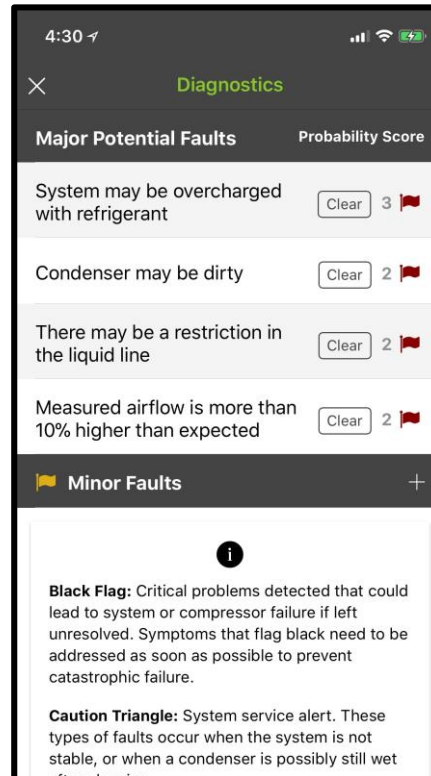 4:30
Diagnostics
Major Potential Faults Probability Score
System may be overcharged
with refrigerant
Clear 3
Condenser may be dirty
Clear 2
There may be a restriction in
the liquid line
Clear 2
Measured airflow is more than
10% higher than expected
Clear 2
Minor Faults +
Black Flag: Critical problems detected that could
lead to system or compressor failure if left
unresolved. Symptoms that flag black need to be
addressed as soon as possible to prevent
catastrophic failure.
Caution Triangle: System service alert. These
types of faults occur when the system is not
stable, or when a condenser is possibly still wet